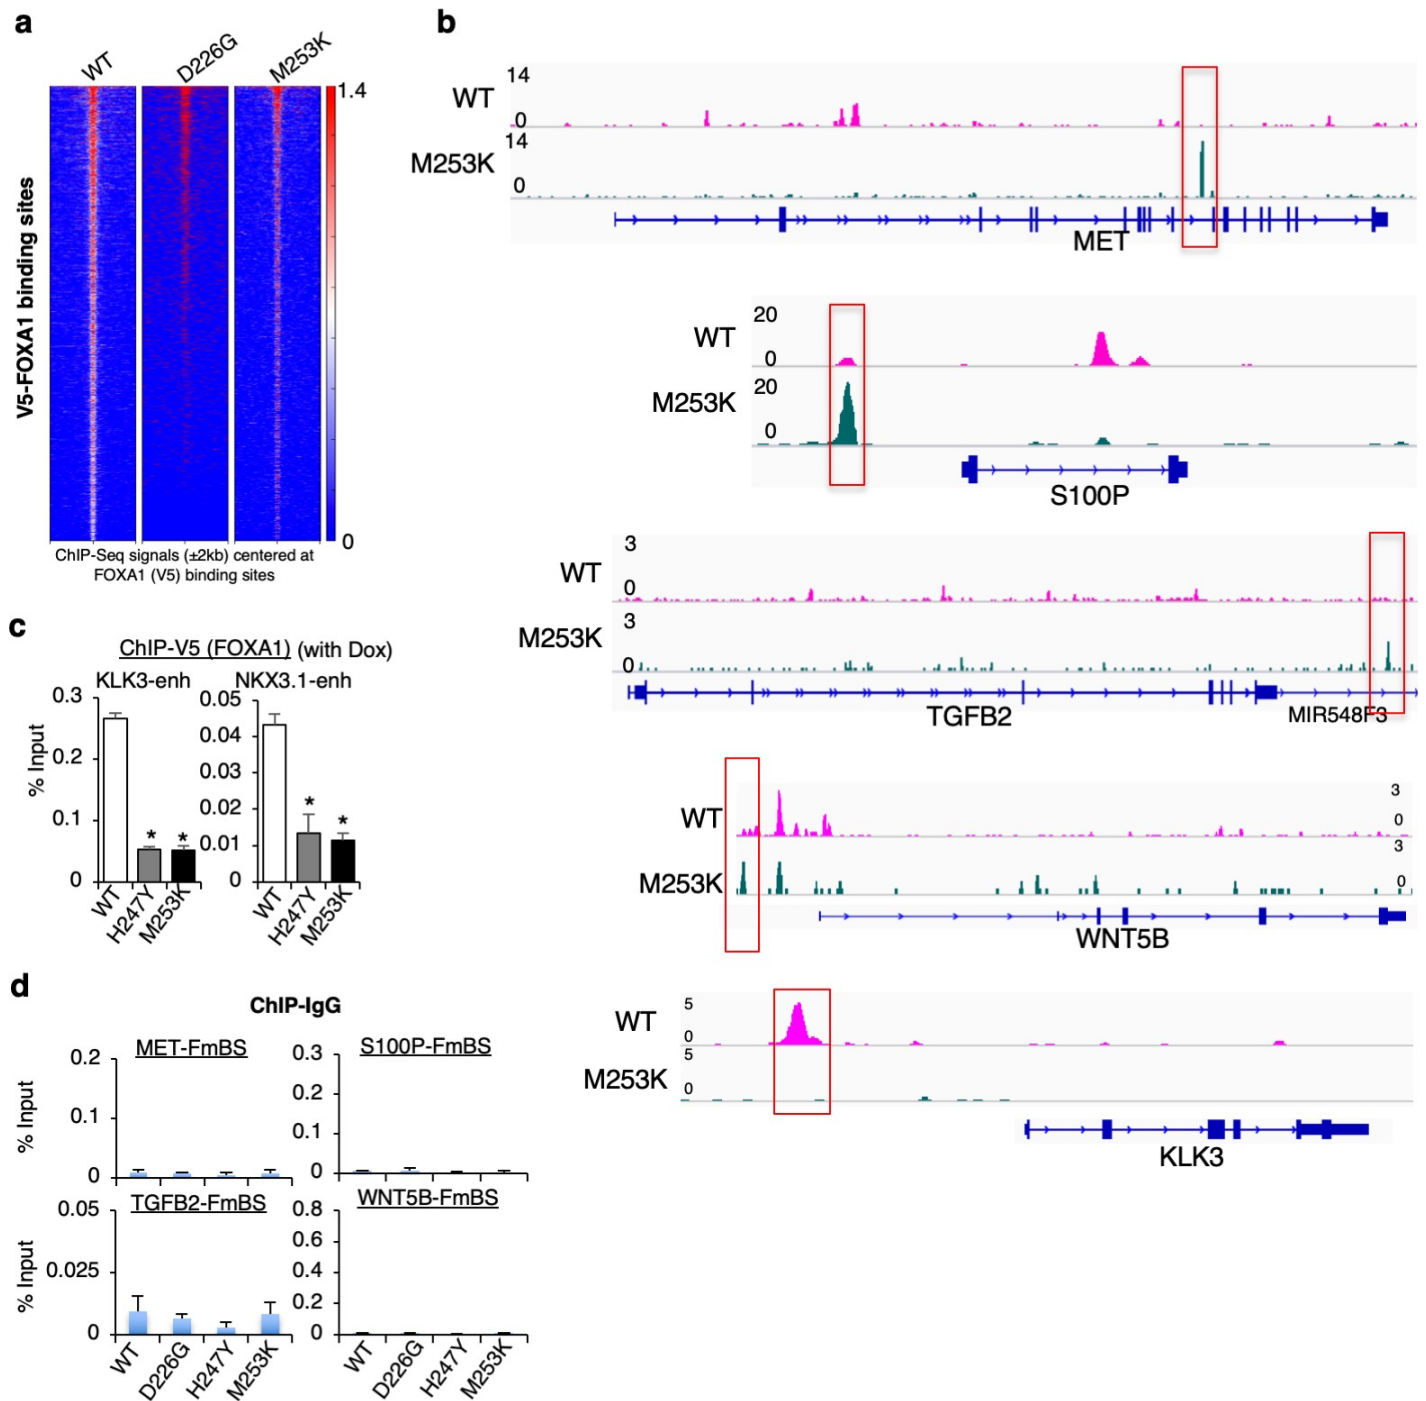 a
WT
D226G
M253K
1.4
V5-FOXA1 binding sites
0
ChIP-Seq signals (±2kb) centered at
FOXA1 (V5) binding sites
b
14
WT
0
14
M253K
0
MET
20
WT
0
20
M253K
0
S100P
3
WT
0
3
M253K
0
TGFB2
MIR548F3
3
WT
0
3
M253K
0
WNT5B
5
WT
0
5
M253K
0
KLK3
c
ChIP-V5 (FOXA1) (with Dox)
KLK3-enh
% Input
0.3
0.2
0.1
0
* *
WT
H247Y
M253K
NKX3.1-enh
0.05
0.04
0.03
0.02
0.01
0
* *
WT
H247Y
M253K
d
ChIP-IgG
MET-FmBS
% Input
0.2
0.1
0
S100P-FmBS
0.3
0.2
0.1
0
TGFB2-FmBS
% Input
0.05
0.025
0
WT
D226G
H247Y
M253K
WNT5B-FmBS
0.8
0.6
0.4
0.2
0
WT
D226G
H247Y
M253K